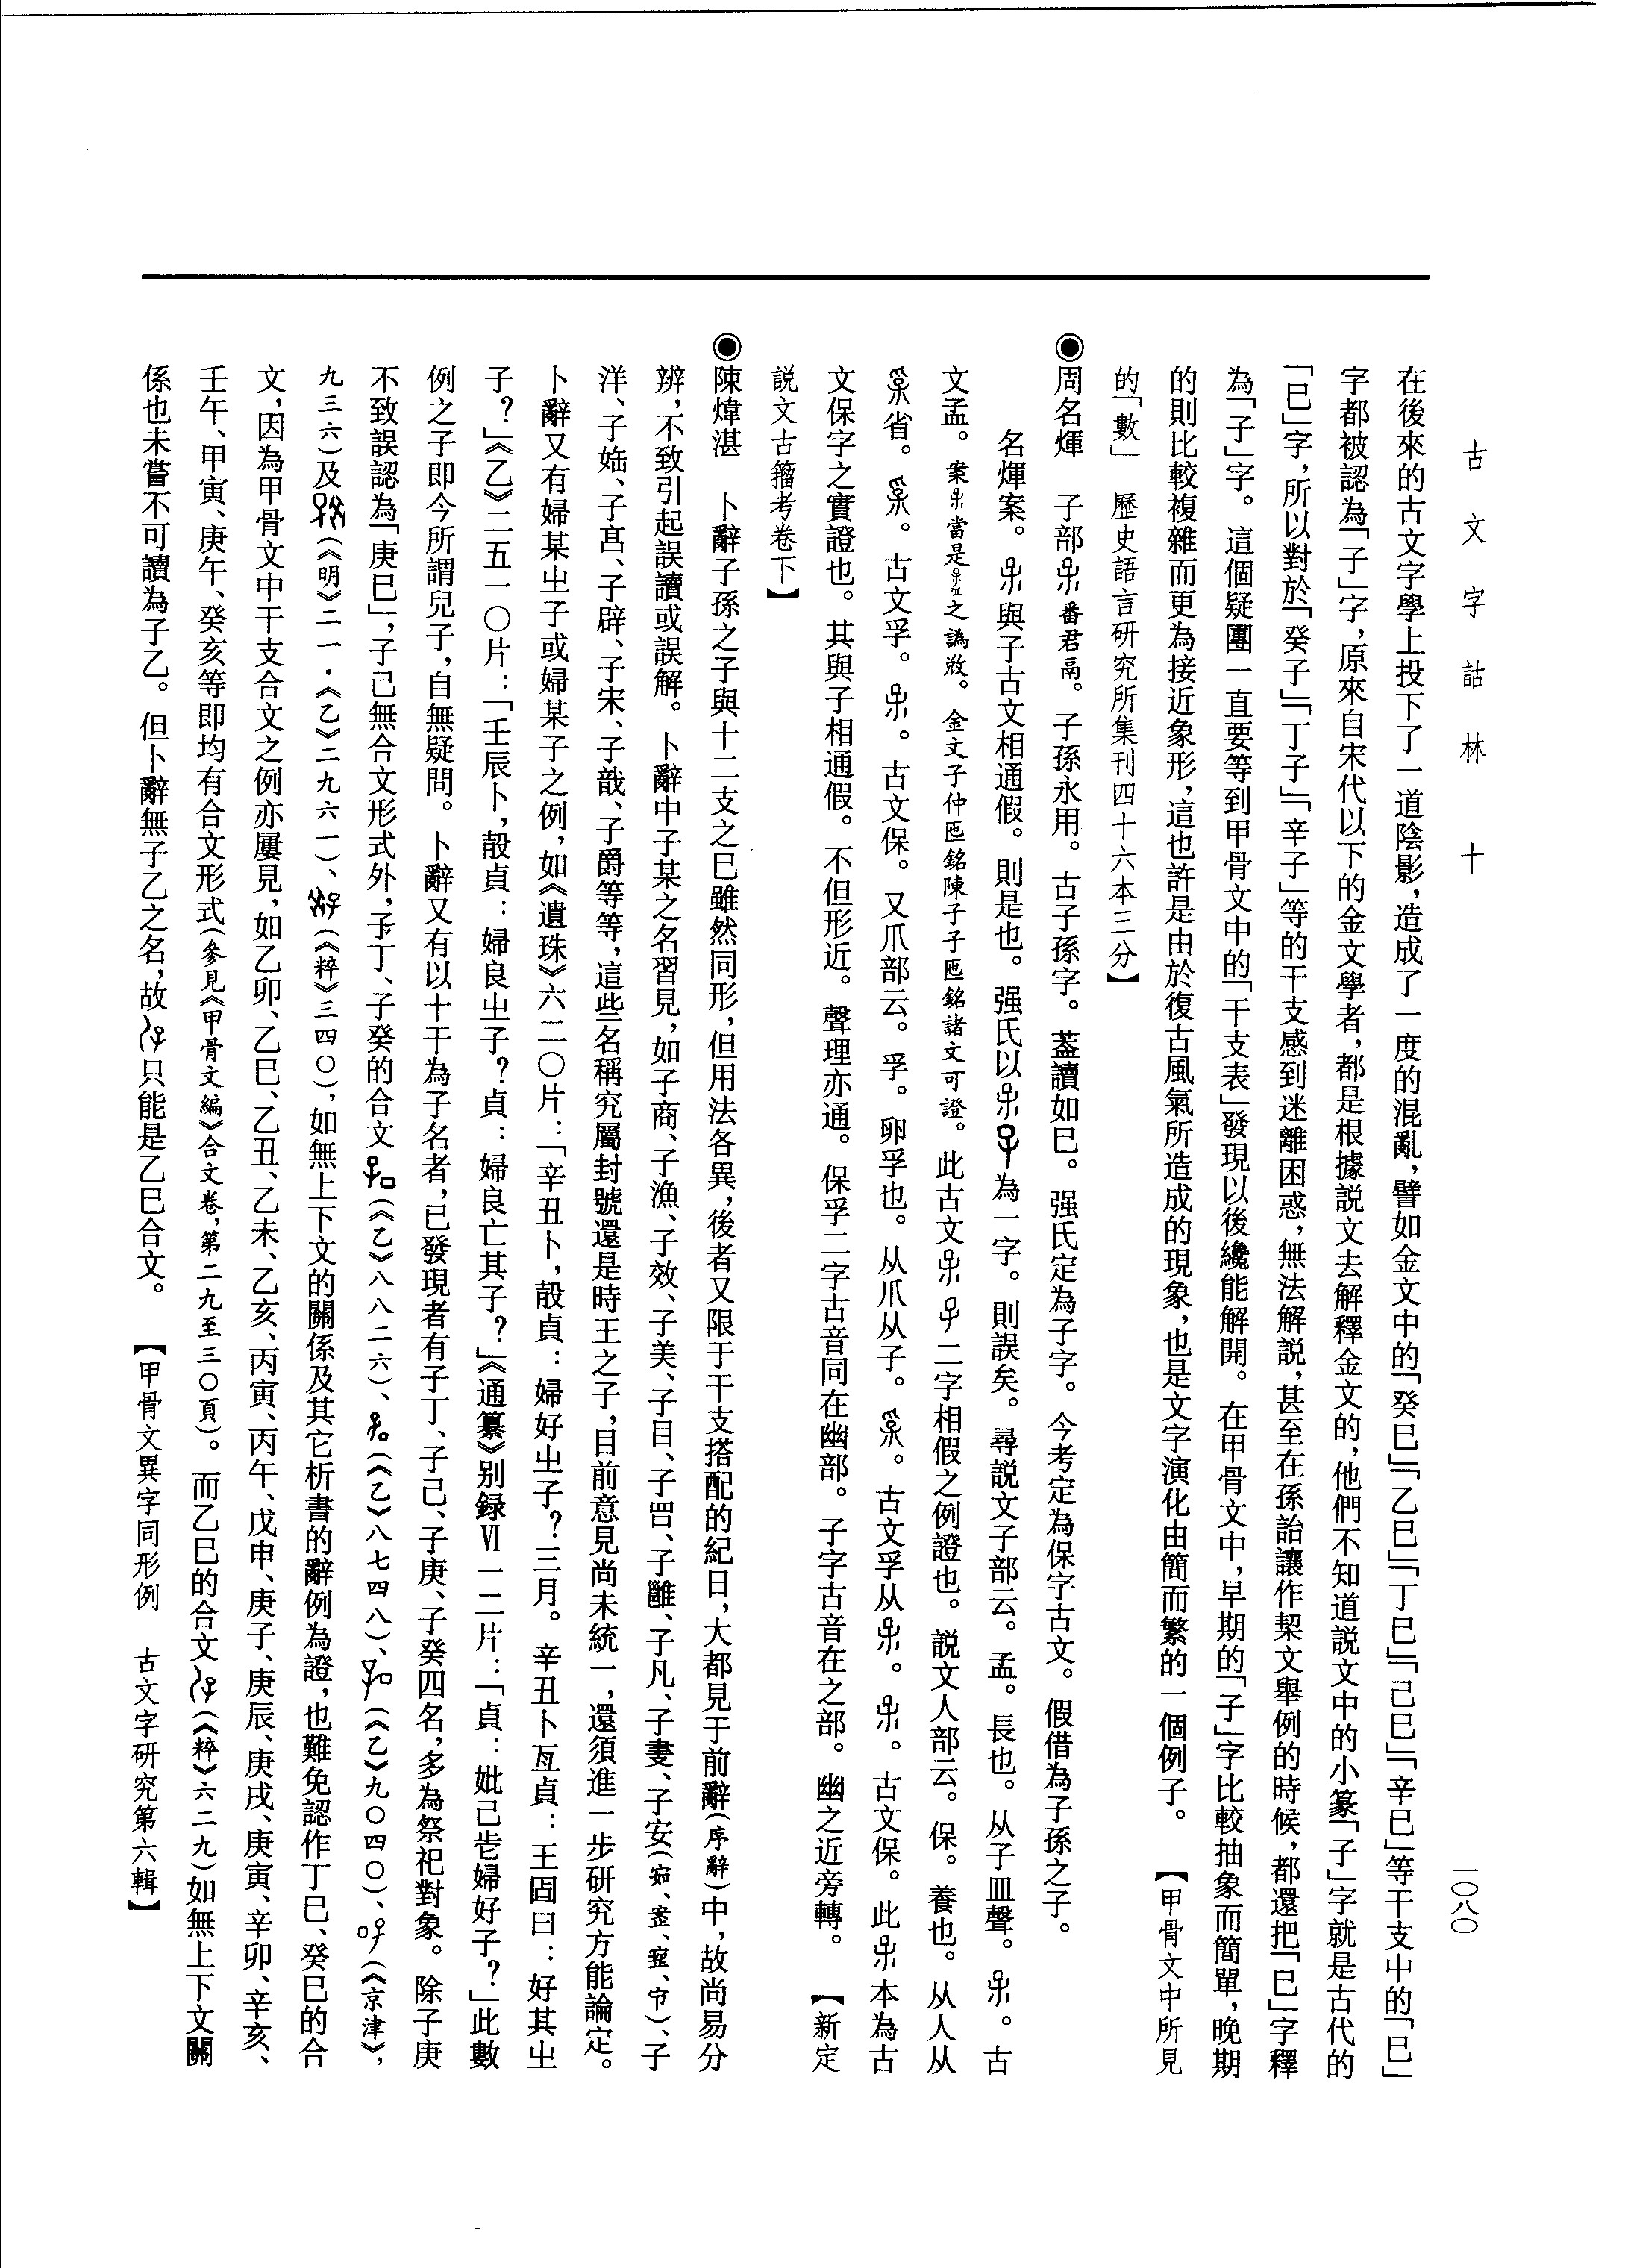 古文字詁林　十
一〇八〇
在後來的古文字學上投下了一道陰影，造成了一度的混亂，譬如金文中的「癸巳」「乙巳」「丁巳」「己巳」「辛巳」等干支中的「巳」
字都被認為「子」字，原來自宋代以下的金文學者，都是根據說文去解釋金文的，他們不知道說文中的小篆「子」字就是古代的
「巳」字，所以對於「癸子」「丁子」「辛子」等的干支感到迷離困惑，無法解説，甚至在孫詒讓作栔文舉例的時候，都還把「巳」字釋
為「子」字。這個疑團一直要等到甲骨文中的「干支表」發現以後纔能解開。在甲骨文中，早期的「子」字比較抽象而簡單，晚期
的則比較複雜而更為接近象形，這也許是由於復古風氣所造成的現象，也是文字演化由簡而繁的一個例子。【甲骨文中所見
的「數」　歷史語言研究所集刊四十六本三分】
◉周名煇　子部番君鬲。子孫永用。古子孫字。葢讀如巳。强氏定為子字。今考定為保字古文。假借為子孫之子。
名煇案。與子古文相通假。則是也。强氏以為一字。則誤矣。尋説文子部云。孟。長也。从子皿聲。。古
文孟。案當是之譌敚。金文子仲匜銘陳子子匜銘諸文可證。此古文二字相假之例證也。説文人部云。保。養也。从人从
省。。古文孚。。古文保。又爪部云。孚。卵孚也。从爪从子。。古文孚从。。古文保。此本為古
文保字之實證也。其與子相通假。不但形近。聲理亦通。保孚二字古音同在幽部。子字古音在之部。幽之近旁轉。【新定
説文古籀考卷下】
◉陳煒湛　卜辭子孫之子與十二支之巳雖然同形，但用法各異，後者又限于干支搭配的紀日，大都見于前辭（序辭）中，故尚易分
辨，不致引起誤讀或誤解。卜辭中子某之名習見，如子商、子漁、子效、子美、子目、子、子雝、子凡、子妻、子安（、、、）、子
洋、子、子髙、子辟、子宋、子戠、子爵等等，這些名稱究屬封號還是時王之子，目前意見尚未統一，還須進一步研究方能論定。
卜辭又有婦某㞢子或婦某子之例，如《遺珠》六二〇片：「辛丑卜，㱿貞：婦好㞢子？三月。辛丑卜亙貞：王固曰：好其㞢
子？」《乙》二五一〇片：「壬辰卜，㱿貞：婦良㞢子？貞：婦良亡其子？」《通纂》别録Ⅵ一二片：「貞：妣己𡆥婦好子？」此數
例之子即今所謂兒子，自無疑問。卜辭又有以十干為子名者，已發現者有子丁、子己、子庚、子癸四名，多為祭祀對象。除子庚
不致誤認為「庚巳」，子己無合文形式外，子丁、子癸的合文（《乙》八八二六）、（《乙》八七四八）、（《乙》九〇四〇）、（《京津》，
九三六）及（《明》二一·《乙》二九六一）、（《粹》三四〇），如無上下文的關係及其它析書的辭例為證，也難免認作丁巳、癸巳的合
文，因為甲骨文中干支合文之例亦屢見，如乙卯、乙巳、乙丑、乙未、乙亥、丙寅、丙午、戊申、庚子、庚辰、庚戌、庚寅、辛卯、辛亥、
壬午、甲寅、庚午、癸亥等即均有合文形式（參見《甲骨文編》合文卷，第二九至三〇頁）。而乙巳的合文（《粹》六二九）如無上下文關
係也未嘗不可讀為子乙。但卜辭無子乙之名，故只能是乙巳合文。　【甲骨文異字同形例　古文字研究第六輯】